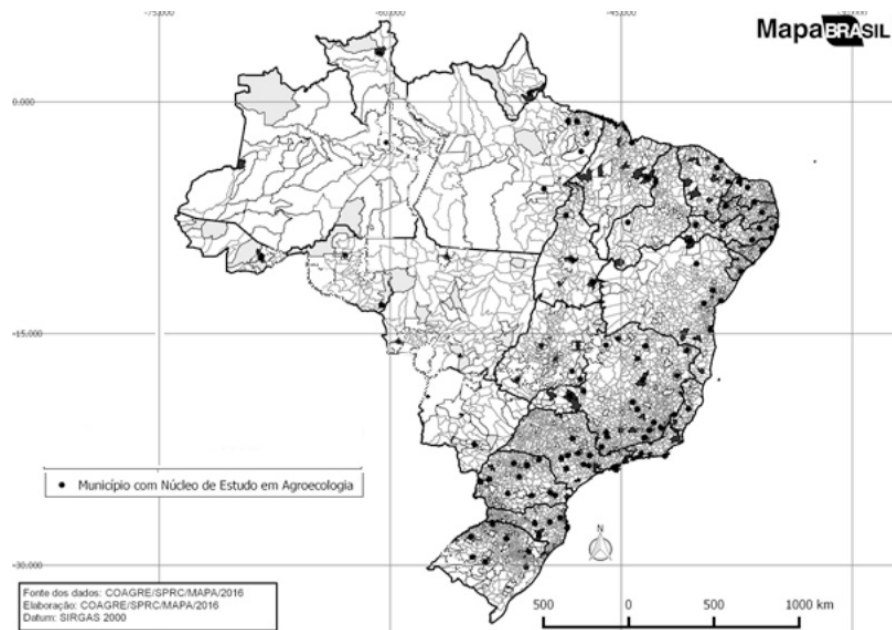 -75.000 -60.000 -45.000
Mapa BRASIL
0.000
-15.000
Município com Núcleo de Estudo em Agroecologia
-30.000
N
Fonte dos dados: COAGRE/SPRC/MAPA/2016
Elaboração: COAGRE/SPRC/MAPA/2016
Datum: SIRGAS 2000
500 0 500 1000 km